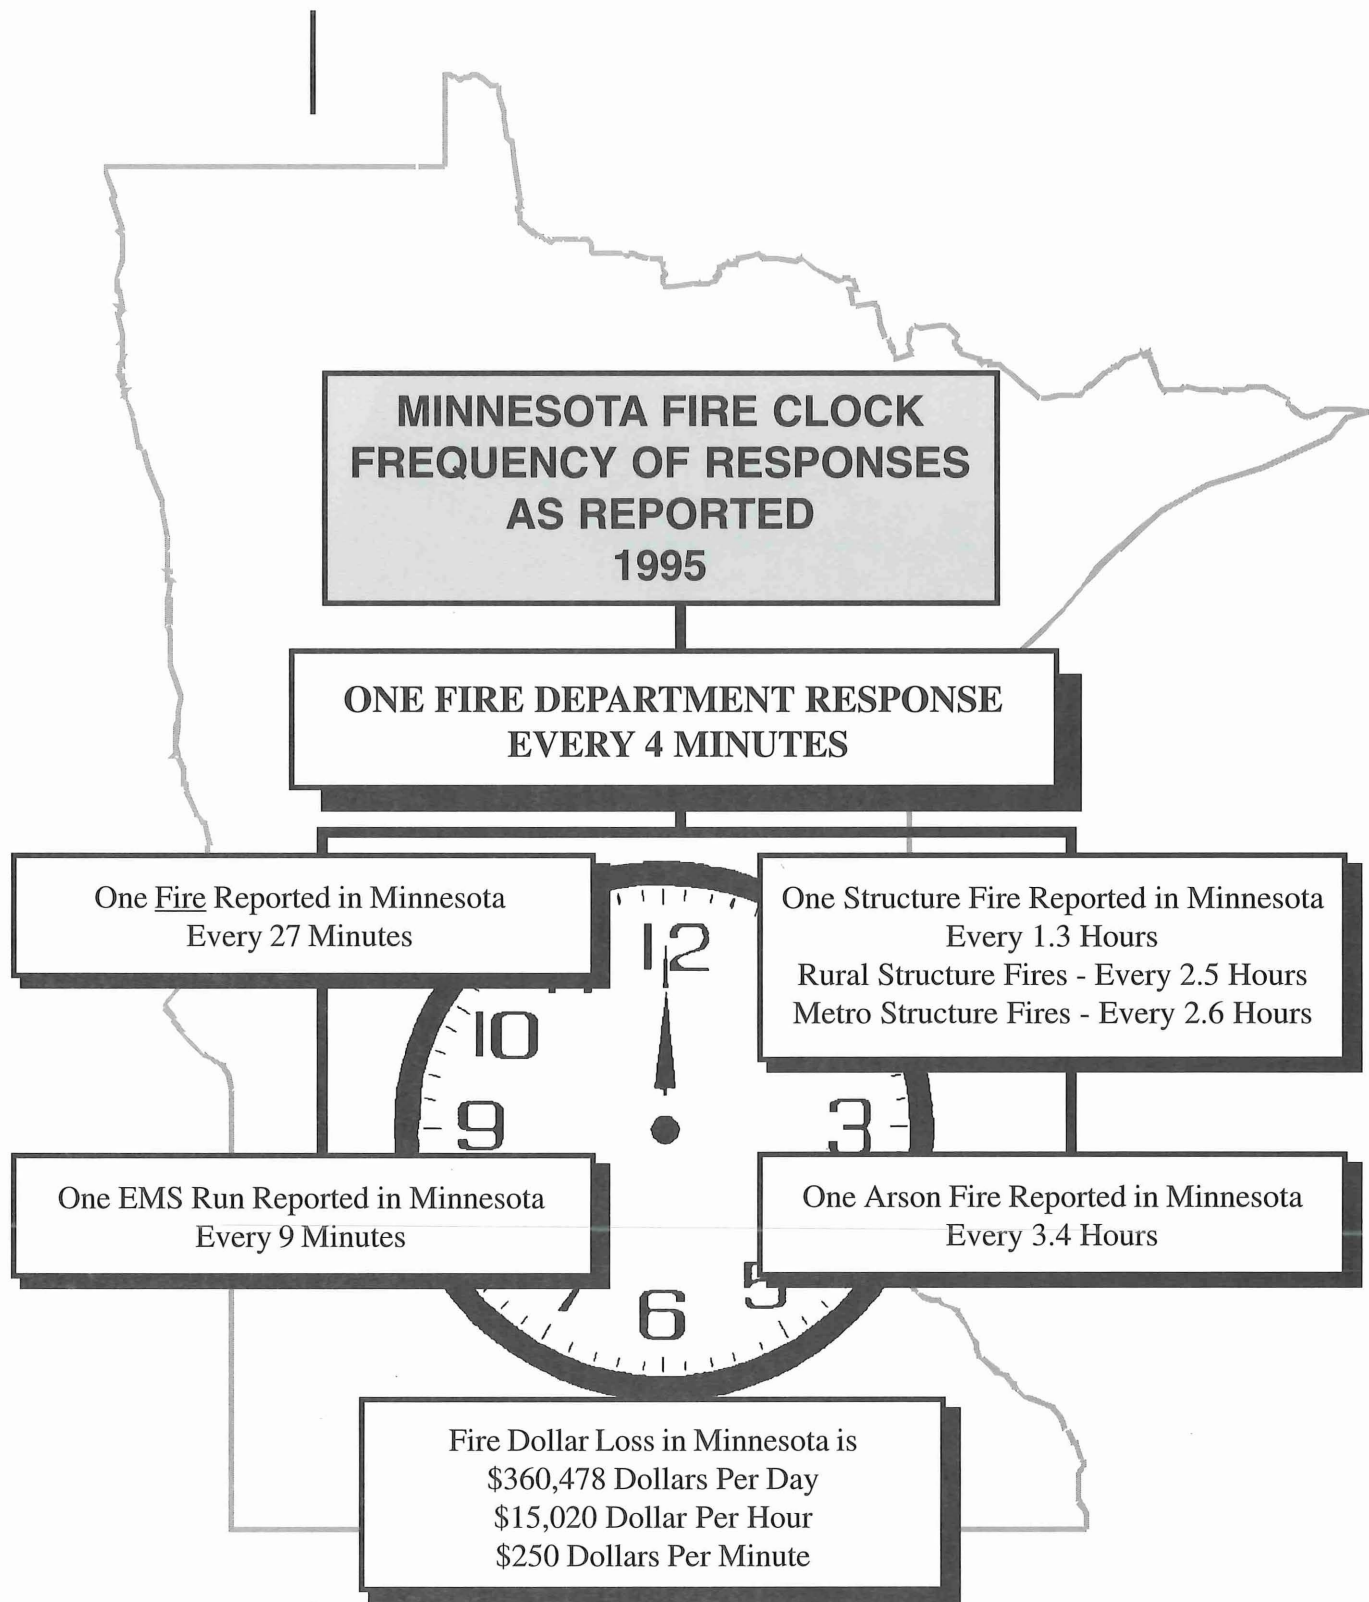 MINNESOTA FIRE CLOCK
FREQUENCY OF RESPONSES
AS REPORTED
1995
ONE FIRE DEPARTMENT RESPONSE
EVERY 4 MINUTES
One Fire Reported in Minnesota
Every 27 Minutes
One Structure Fire Reported in Minnesota
Every 1.3 Hours
Rural Structure Fires - Every 2.5 Hours
Metro Structure Fires - Every 2.6 Hours
12
10
9
3
One EMS Run Reported in Minnesota
Every 9 Minutes
One Arson Fire Reported in Minnesota
Every 3.4 Hours
7
6
5
Fire Dollar Loss in Minnesota is
$360,478 Dollars Per Day
$15,020 Dollar Per Hour
$250 Dollars Per Minute